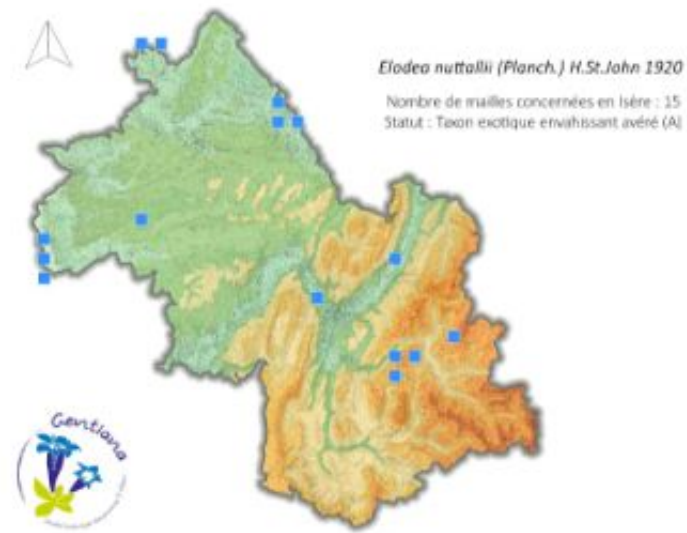 Elodea nuttallii (Planch.) H.St.John 1920
Nombre de mailles concernées en Isère : 15
Statut : Taxon exotique envahissant avéré (A)
Gentiana